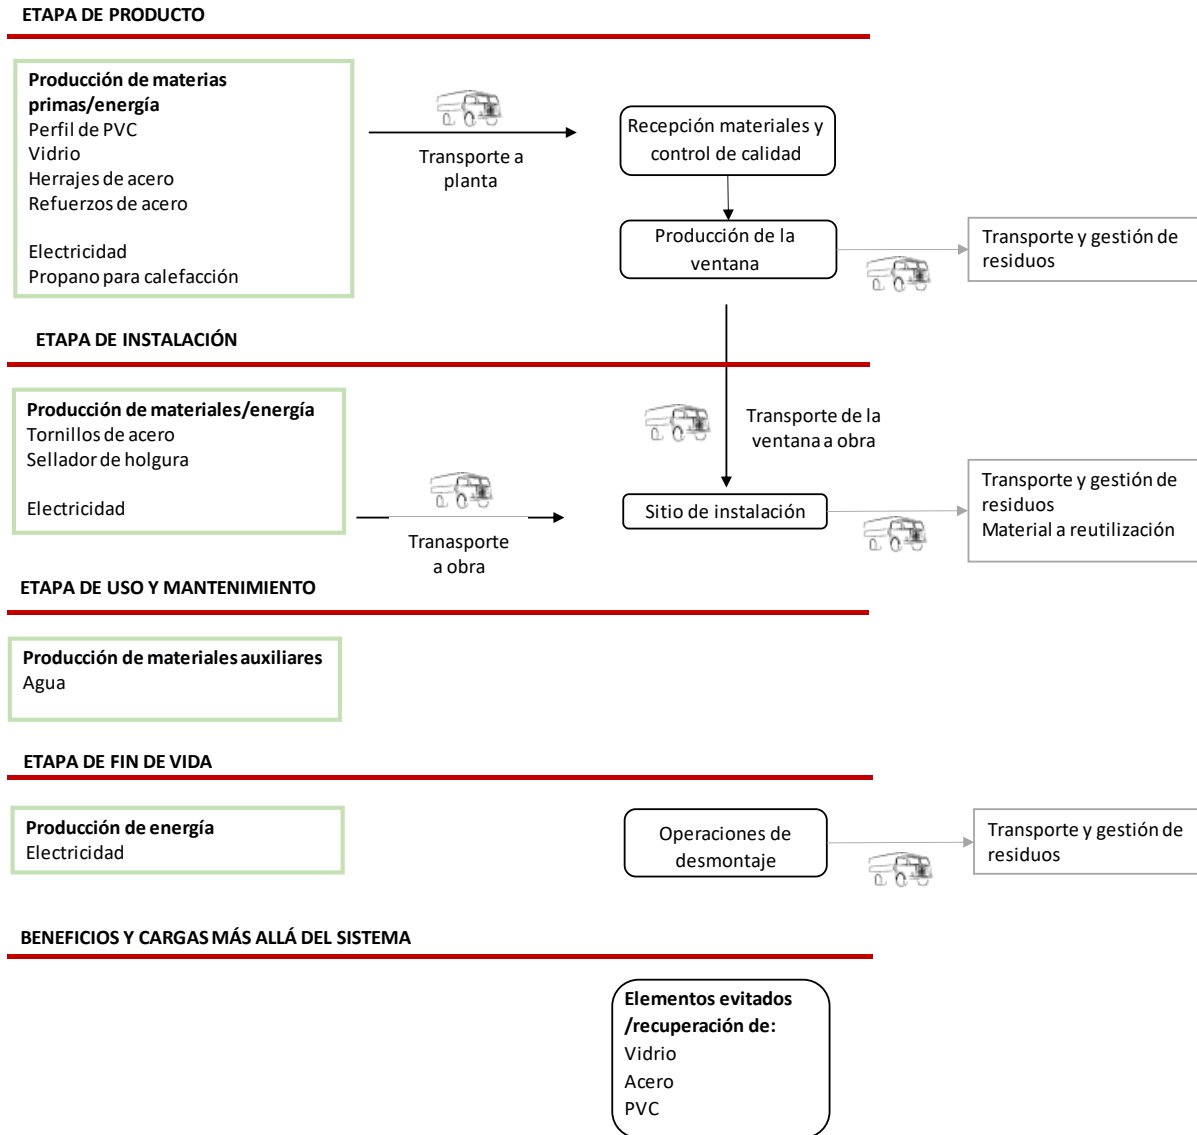 ETAPA DE PRODUCTO
Producción de materias
primas/energía
Perfil de PVC
Vidrio
Herrajes de acero
Refuerzos de acero
Electricidad
Propano para calefacción
Transporte a
planta
Recepción materiales y
control de calidad
Producción de la
ventana
Transporte y gestión de
residuos
ETAPA DE INSTALACIÓN
Producción de materiales/energía
Tornillos de acero
Sellador de holgura
Electricidad
Tranasporte
a obra
Transporte de la
ventana a obra
Sitio de instalación
Transporte y gestión de
residuos
Material a reutilización
ETAPA DE USO Y MANTENIMIENTO
Producción de materiales auxiliares
Agua
ETAPA DE FIN DE VIDA
Producción de energía
Electricidad
Operaciones de
desmontaje
Transporte y gestión de
residuos
BENEFICIOS Y CARGAS MÁS ALLÁ DEL SISTEMA
Elementos evitados
/recuperación de:
Vidrio
Acero
PVC